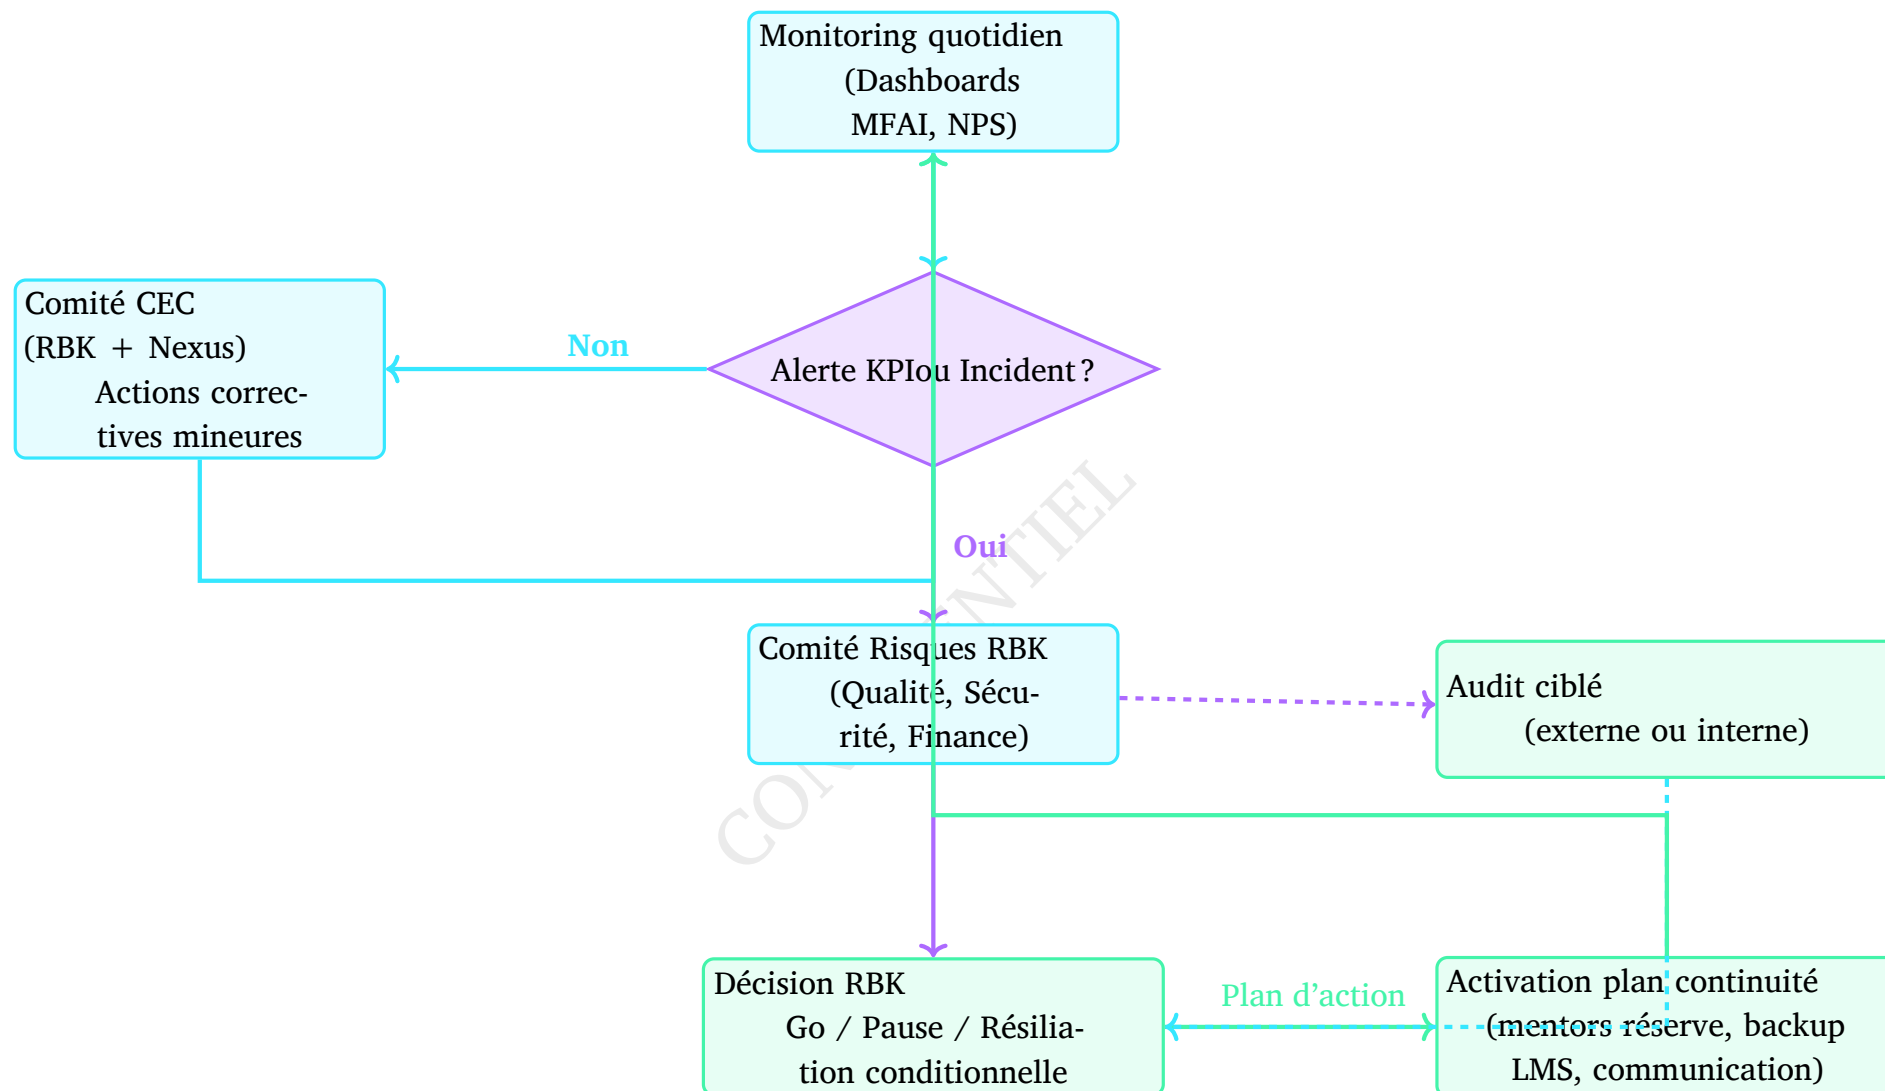 Monitoring quotidien
(Dashboards
MFAI, NPS)
Comité CEC
(RBK + Nexus)
Actions correc-
tives mineures
Non
Alerte KPIou Incident ?
Oui
Comité Risques RBK
(Qualité, Sécu-
rité, Finance)
Audit ciblé
(externe ou interne)
Décision RBK
Go / Pause / Résilia-
tion conditionnelle
Plan d'action
Activation plan continuité
(mentors réserve, backup
LMS, communication)